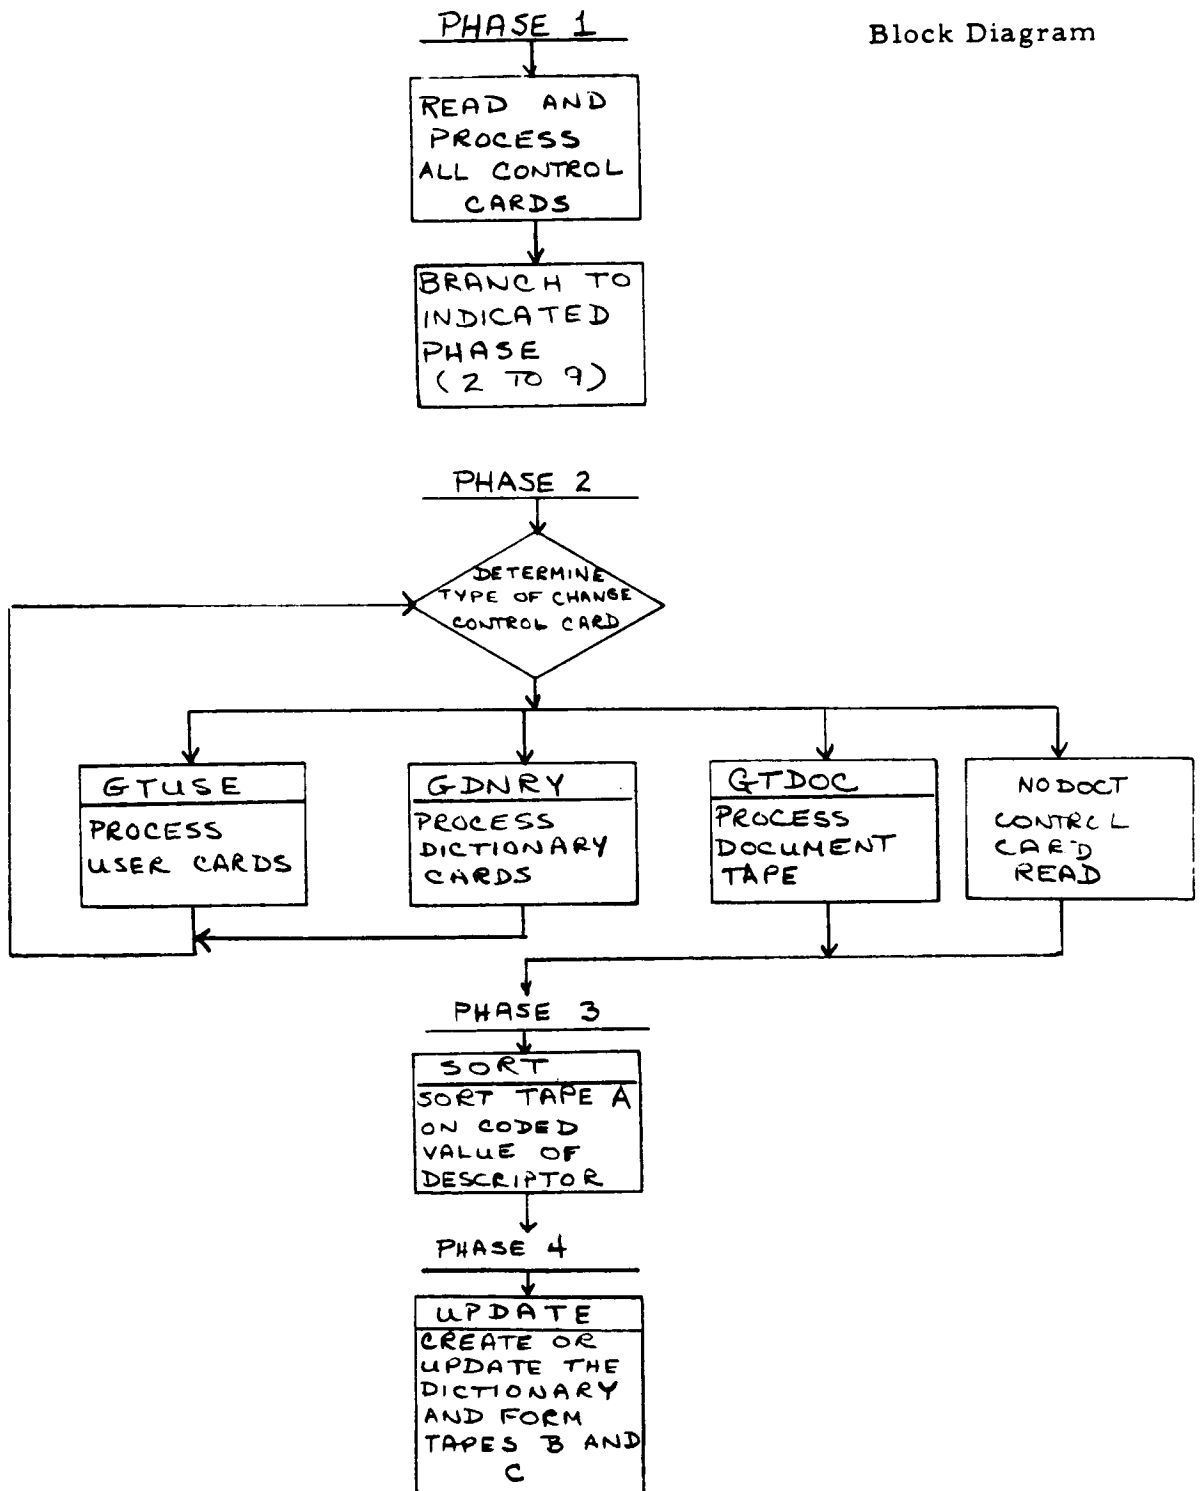 Block Diagram
PHASE 1
READ AND
PROCESS
ALL CONTROL
CARDS
BRANCH TO
INDICATED
PHASE
(2 TO 9)
PHASE 2
DETERMINE
TYPE OF CHANGE
CONTROL CARD
GTUSE
PROCESS
USER CARDS
GDNRY
PROCESS
DICTIONARY
CARDS
GTDOC
PROCESS
DOCUMENT
TAPE
NODOCT
CONTROL
CARD
READ
PHASE 3
SORT
SORT TAPE A
ON CODED
VALUE OF
DESCRIPTOR
PHASE 4
UPDATE
CREATE OR
UPDATE THE
DICTIONARY
AND FORM
TAPES B AND
C